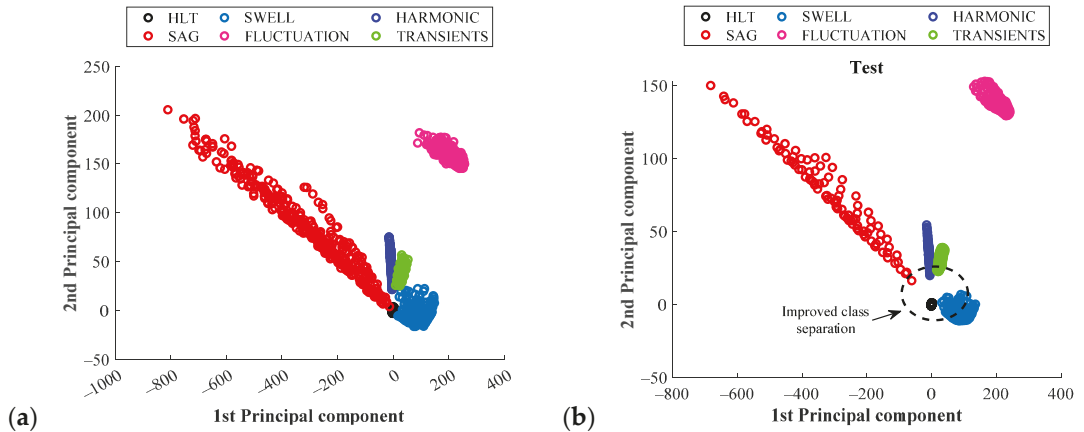 HLT SWELL HARMONIC
SAG FLUCTUATION TRANSIENTS
250
200
150
100
50
0
−50
−1000 −800 −600 −400 −200 0 200 400
2nd Principal component
1st Principal component
(a)
HLT SWELL HARMONIC
SAG FLUCTUATION TRANSIENTS
Test
150
100
50
0
−50
−800 −600 −400 −200 0 200 400
2nd Principal component
Improved class
separation
1st Principal component
(b)